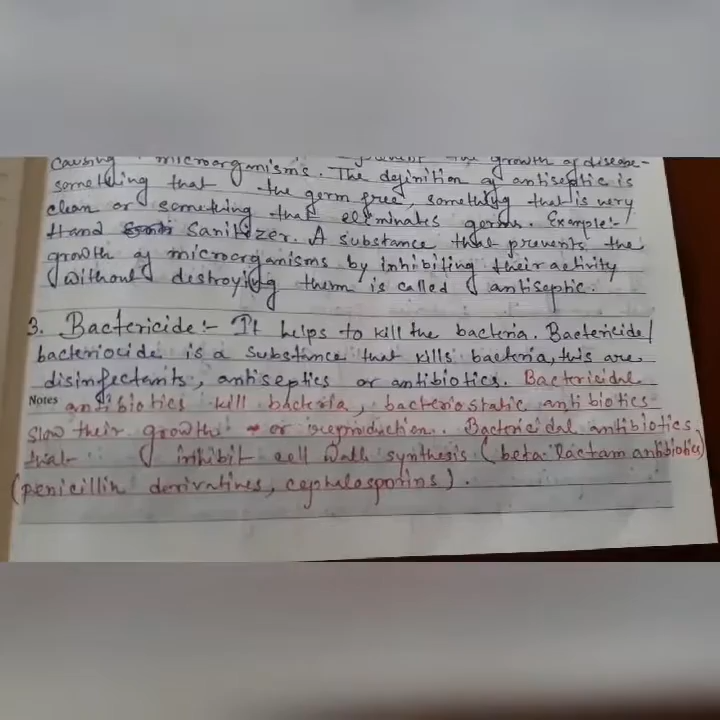 causing microorganisms. prevent the growth of disease-
something that the germ free, something that is very
clean or something that eliminates germs. Example:-
Hand Sanitizer. A substance that prevents the
growth of microorganisms by inhibiting their activity
without destroying them is called antiseptic.
3. Bactericide:- It helps to kill the bacteria. Bactericide/
bacteriocide is a substance that kills bacteria, this are
disinfectants, antiseptics or antibiotics. Bactericidal
Notes antibiotics kill bacteria, bacteriostatic antibiotics
slow their growth or reproduction. Bactericidal antibiotics
that inhibit cell wall synthesis (beta-lactam antibiotics)
(penicillin derivatives, cephalosporins).